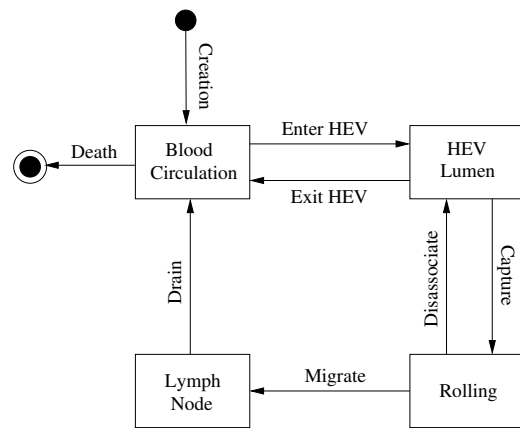 Creation
Death
Blood
Circulation
Enter HEV
Exit HEV
HEV
Lumen
Drain
Disassociate
Capture
Lymph
Node
Migrate
Rolling